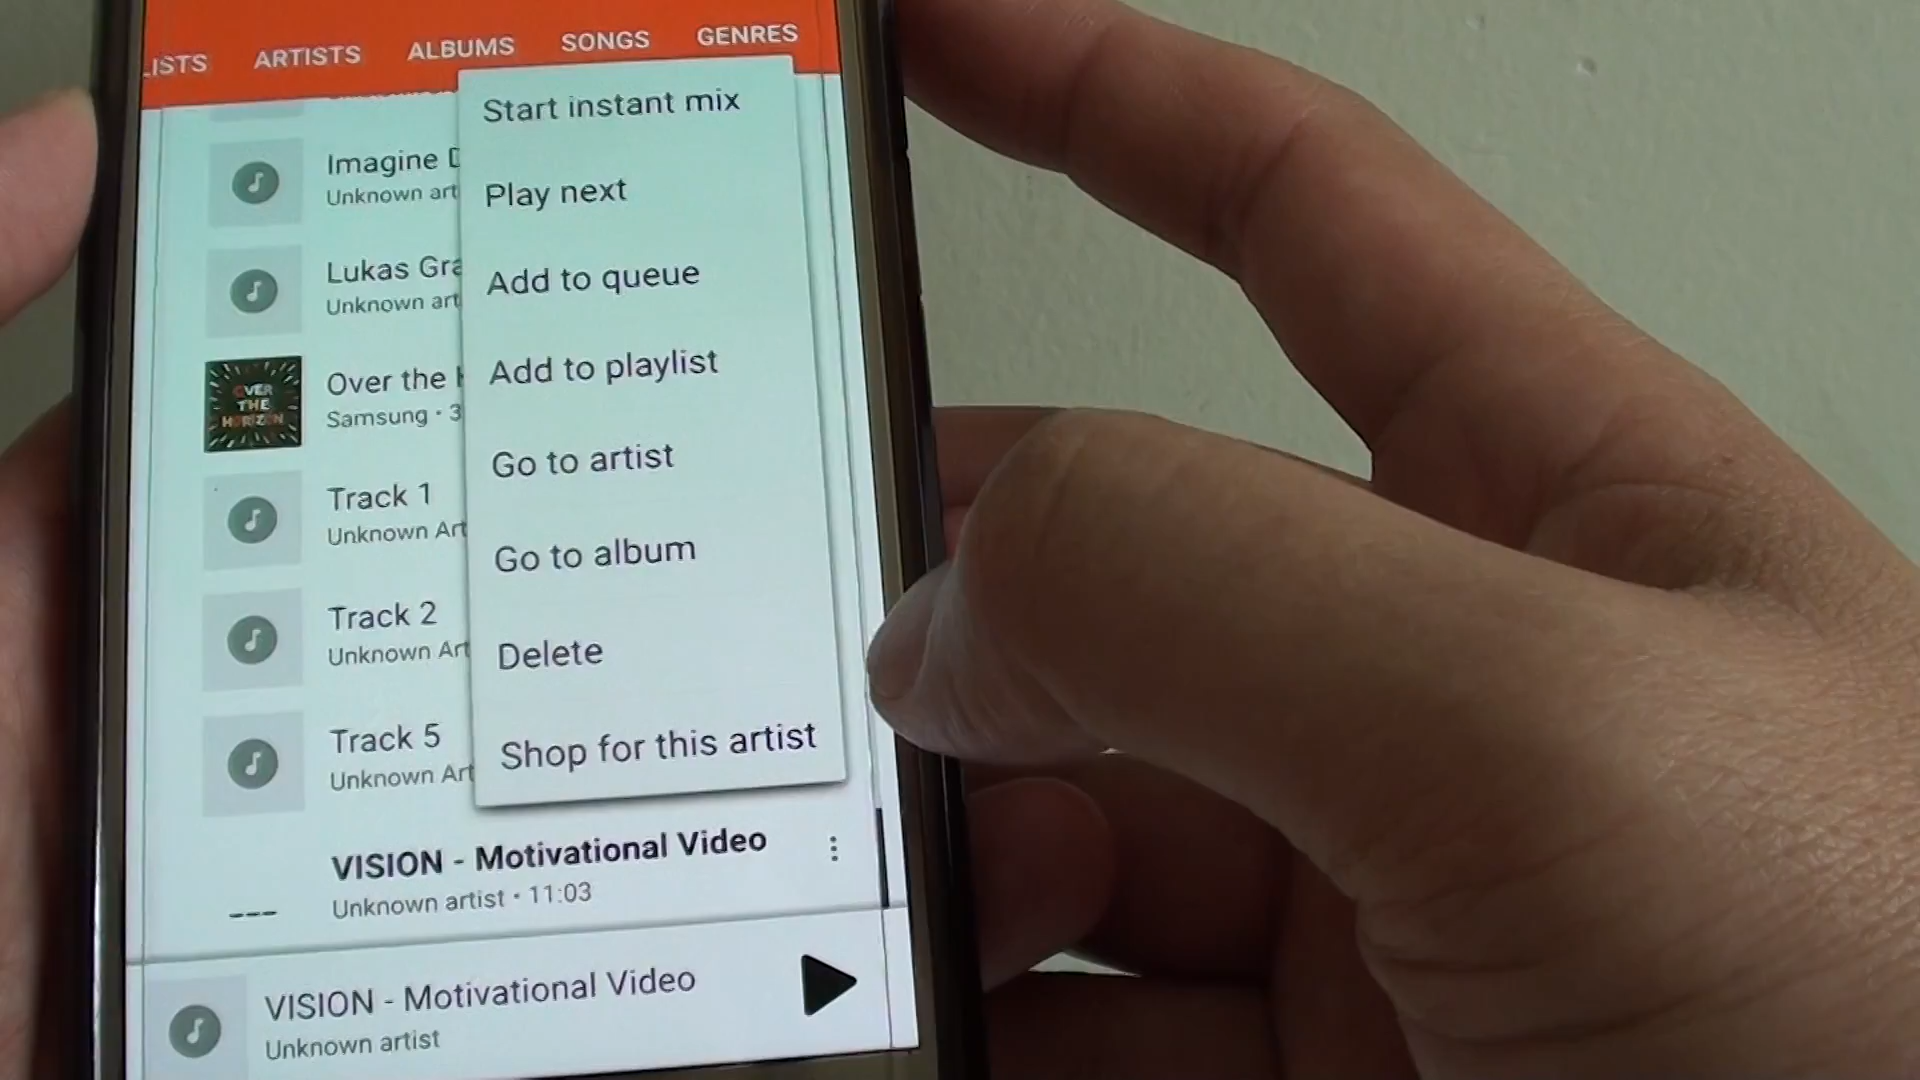 LISTS ARTISTS ALBUMS SONGS GENRES
Start instant mix
Play next
Add to queue
Add to playlist
Go to artist
Go to album
Delete
Shop for this artist
Imagine D
Unknown art
Lukas Gra
Unknown art
OVER
THE
HORIZON
Over the H
Samsung • 3
Track 1
Unknown Art
Track 2
Unknown Art
Track 5
Unknown Art
VISION - Motivational Video
Unknown artist • 11:03
VISION - Motivational Video
Unknown artist